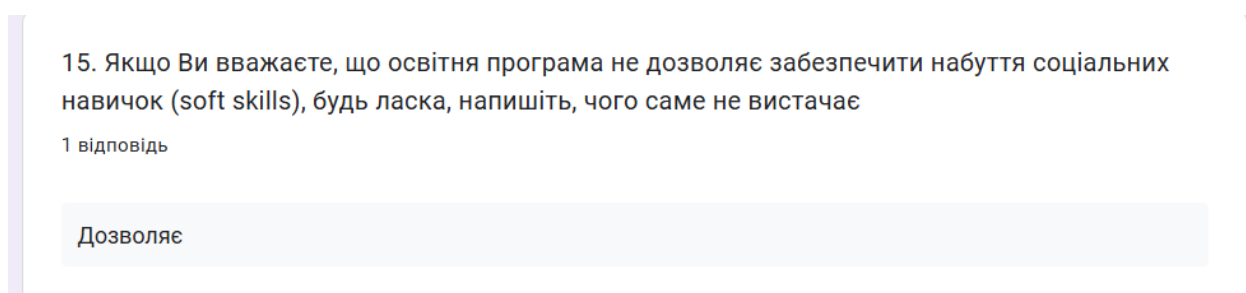 15. Якщо Ви вважаєте, що освітня програма не дозволяє забезпечити набуття соціальних
навичок (soft skills), будь ласка, напишіть, чого саме не вистачає
1 відповідь
Дозволяє